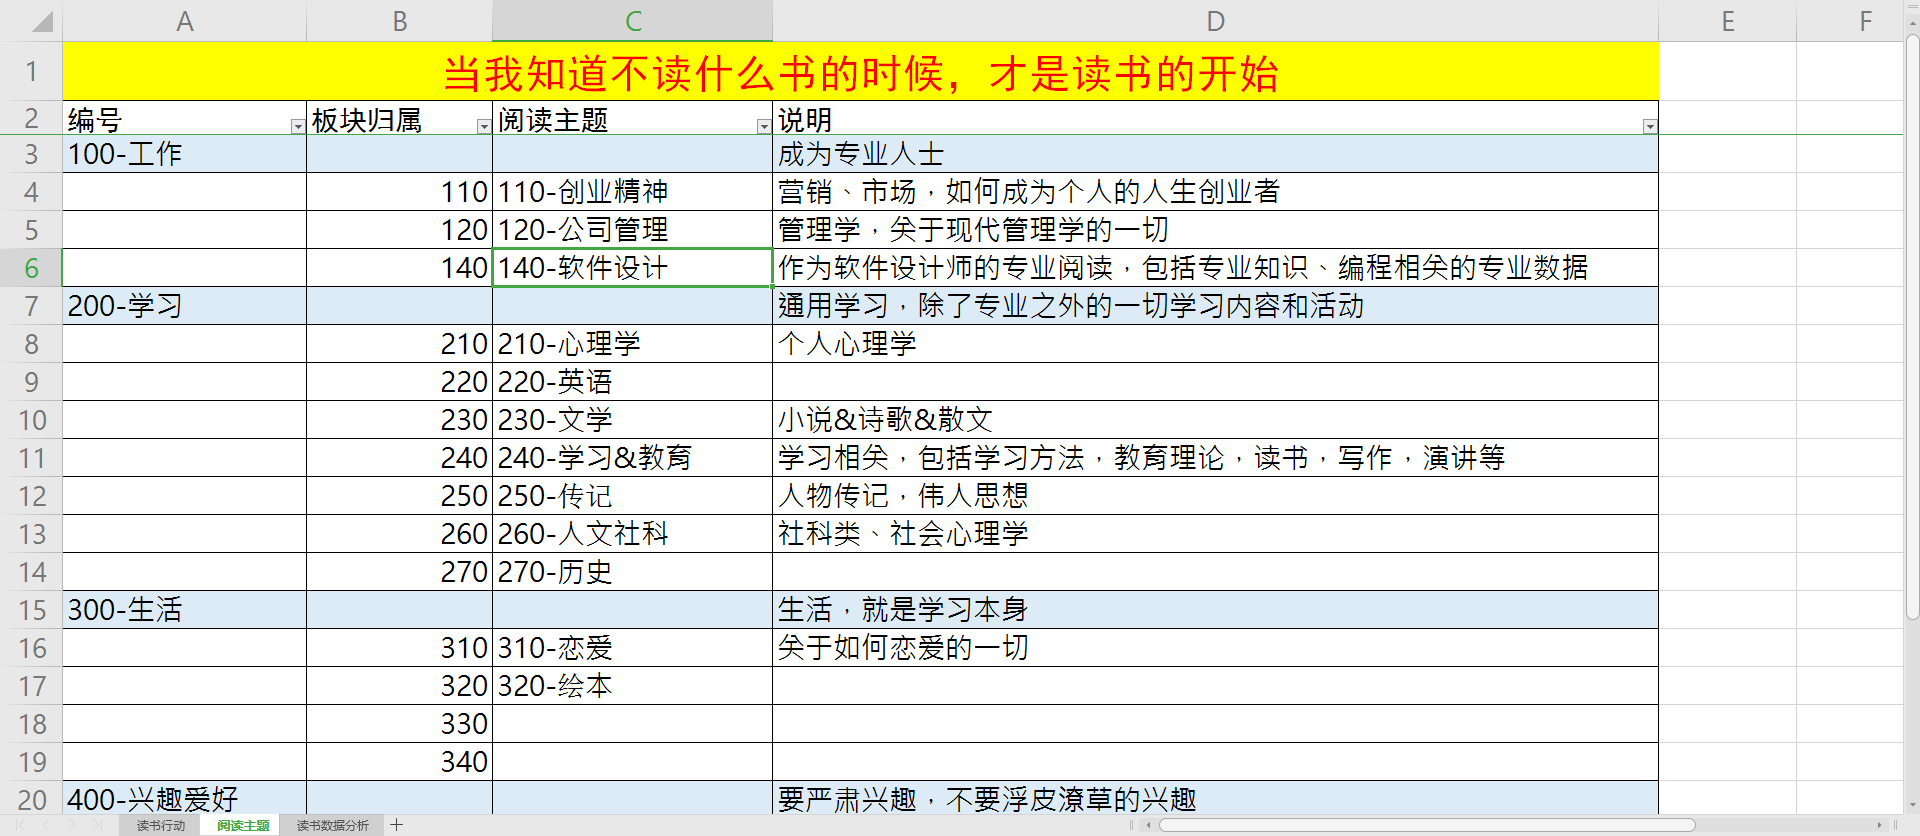 A B C D E F
1 当我知道不读什么书的时候，才是读书的开始
2 编号 板块归属 阅读主题 说明
3 100-工作 成为专业人士
4 110 110-创业精神 营销、市场，如何成为个人的人生创业者
5 120 120-公司管理 管理学，关于现代管理学的一切
6 140 140-软件设计 作为软件设计师的专业阅读，包括专业知识、编程相关的专业数据
7 200-学习 通用学习，除了专业之外的一切学习内容和活动
8 210 210-心理学 个人心理学
9 220 220-英语
10 230 230-文学 小说&诗歌&散文
11 240 240-学习&教育 学习相关，包括学习方法，教育理论，读书，写作，演讲等
12 250 250-传记 人物传记，伟人思想
13 260 260-人文社科 社科类、社会心理学
14 270 270-历史
15 300-生活 生活，就是学习本身
16 310 310-恋爱 关于如何恋爱的一切
17 320 320-绘本
18 330
19 340
20 400-兴趣爱好 要严肃兴趣，不要浮皮潦草的兴趣
读书行动 阅读主题 读书数据分析